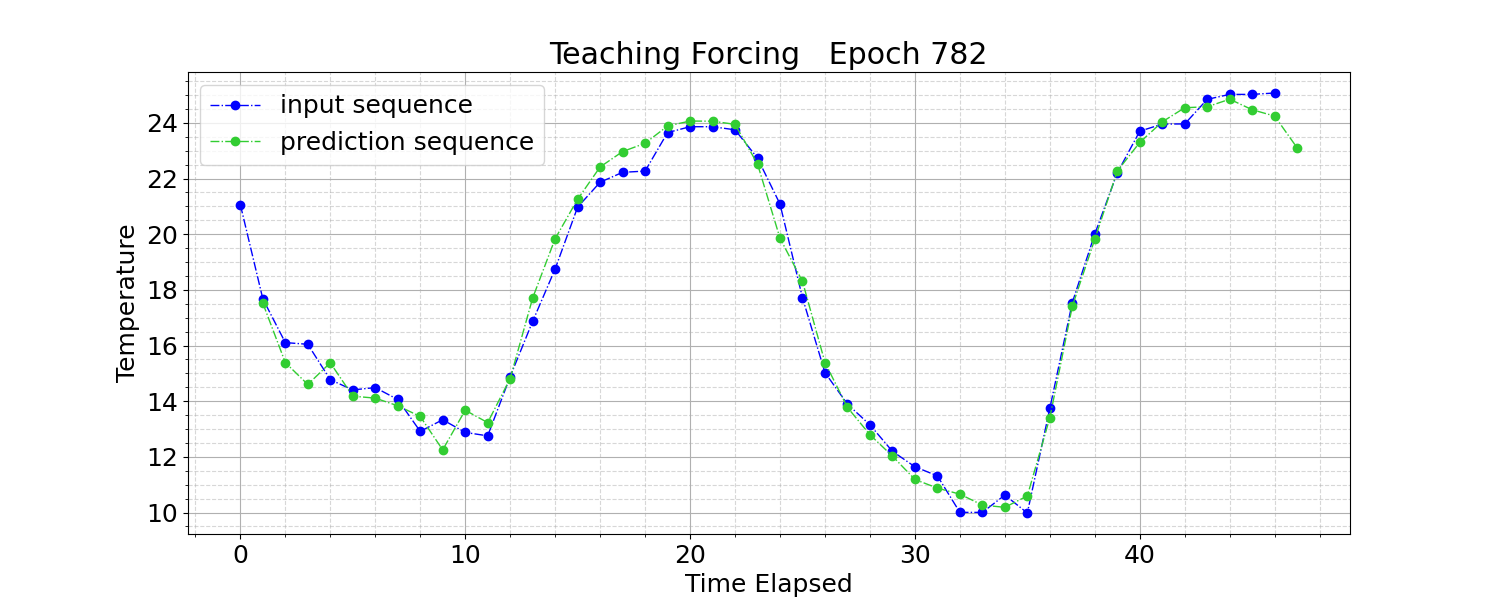 Teaching Forcing   Epoch 782
input sequence
prediction sequence
Temperature
24
22
20
18
16
14
12
10
0 10 20 30 40
Time Elapsed